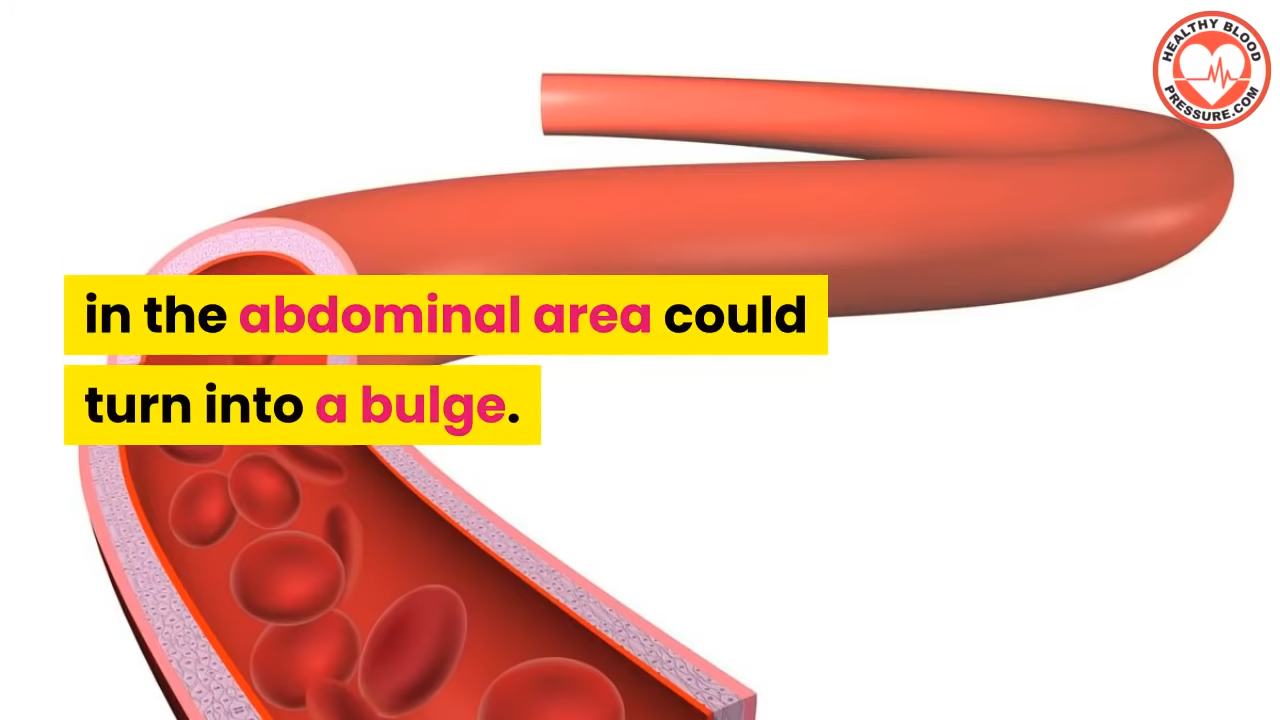 HEALTHY BLOOD
PRESSURE.COM
in the abdominal area could
turn into a bulge.